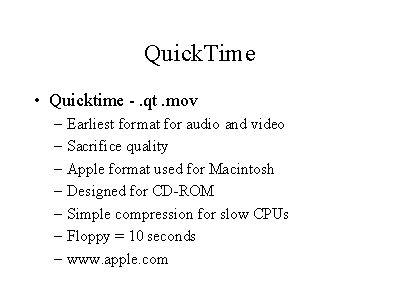 QuickTime
• Quicktime - .qt .mov
– Earliest format for audio and video
– Sacrifice quality
– Apple format used for Macintosh
– Designed for CD-ROM
– Simple compression for slow CPUs
– Floppy = 10 seconds
– www.apple.com